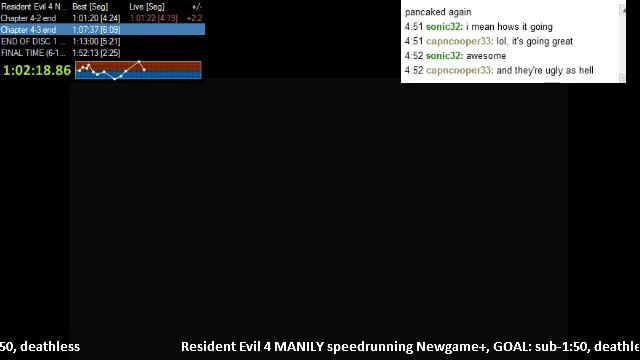 Resident Evil 4 N... Best [Seg] Live [Seg] +/-
Chapter 4-2 end 1:01:20 [4:24] 1:01.22 [4:19] +2.2
Chapter 4-3 end 1:07:37 [6:09]
END OF DISC 1 ... 1:13:00 [5:21]
FINAL TIME (6-1... 1:52:13 [2:25]
1:02:18.86
pancaked again
4:51 sonic32: i mean hows it going
4:51 capncooper33: lol, it's going great
4:52 sonic32: awesome
4:52 capncooper33: and they're ugly as hell
50, deathless Resident Evil 4 MANILY speedrunning Newgame+, GOAL: sub-1:50, deathle